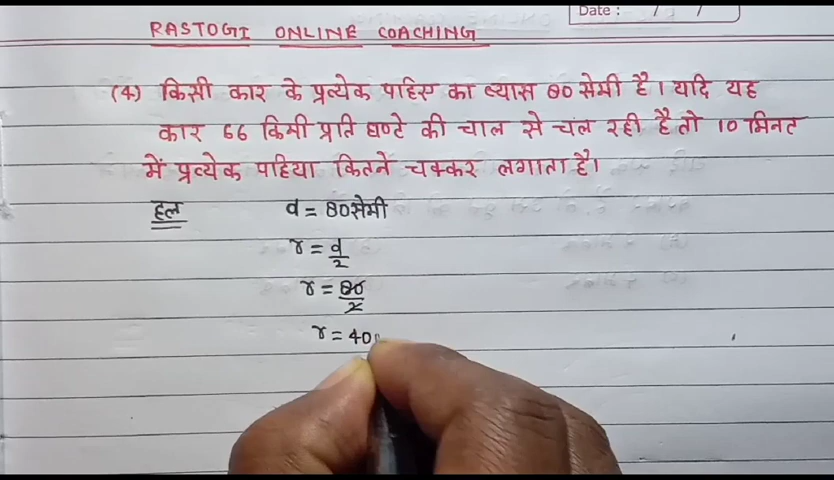 Date : / /
RASTOGI ONLINE COACHING
(4) किसी कार के प्रत्येक पहिए का व्यास 80 सेमी है। यदि यह
कार 66 किमी प्रति घण्टे की चाल से चल रही है तो 10 मिनट
में प्रत्येक पहिया कितने चक्कर लगाता है।
हल d = 80सेमी
r = d/2
r = 80/2
r = 40